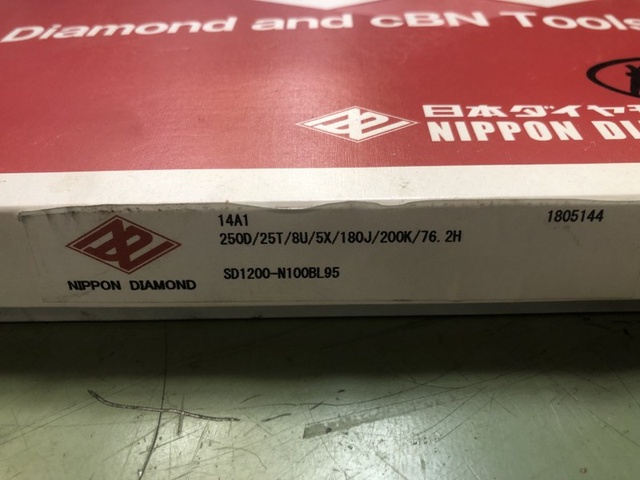 Diamond and cBN Tools
日本ダイヤモ
NIPPON DI
14A1
1805144
250D/25T/8U/5X/180J/200K/76.2H
NIPPON DIAMOND
SD1200-N100BL95